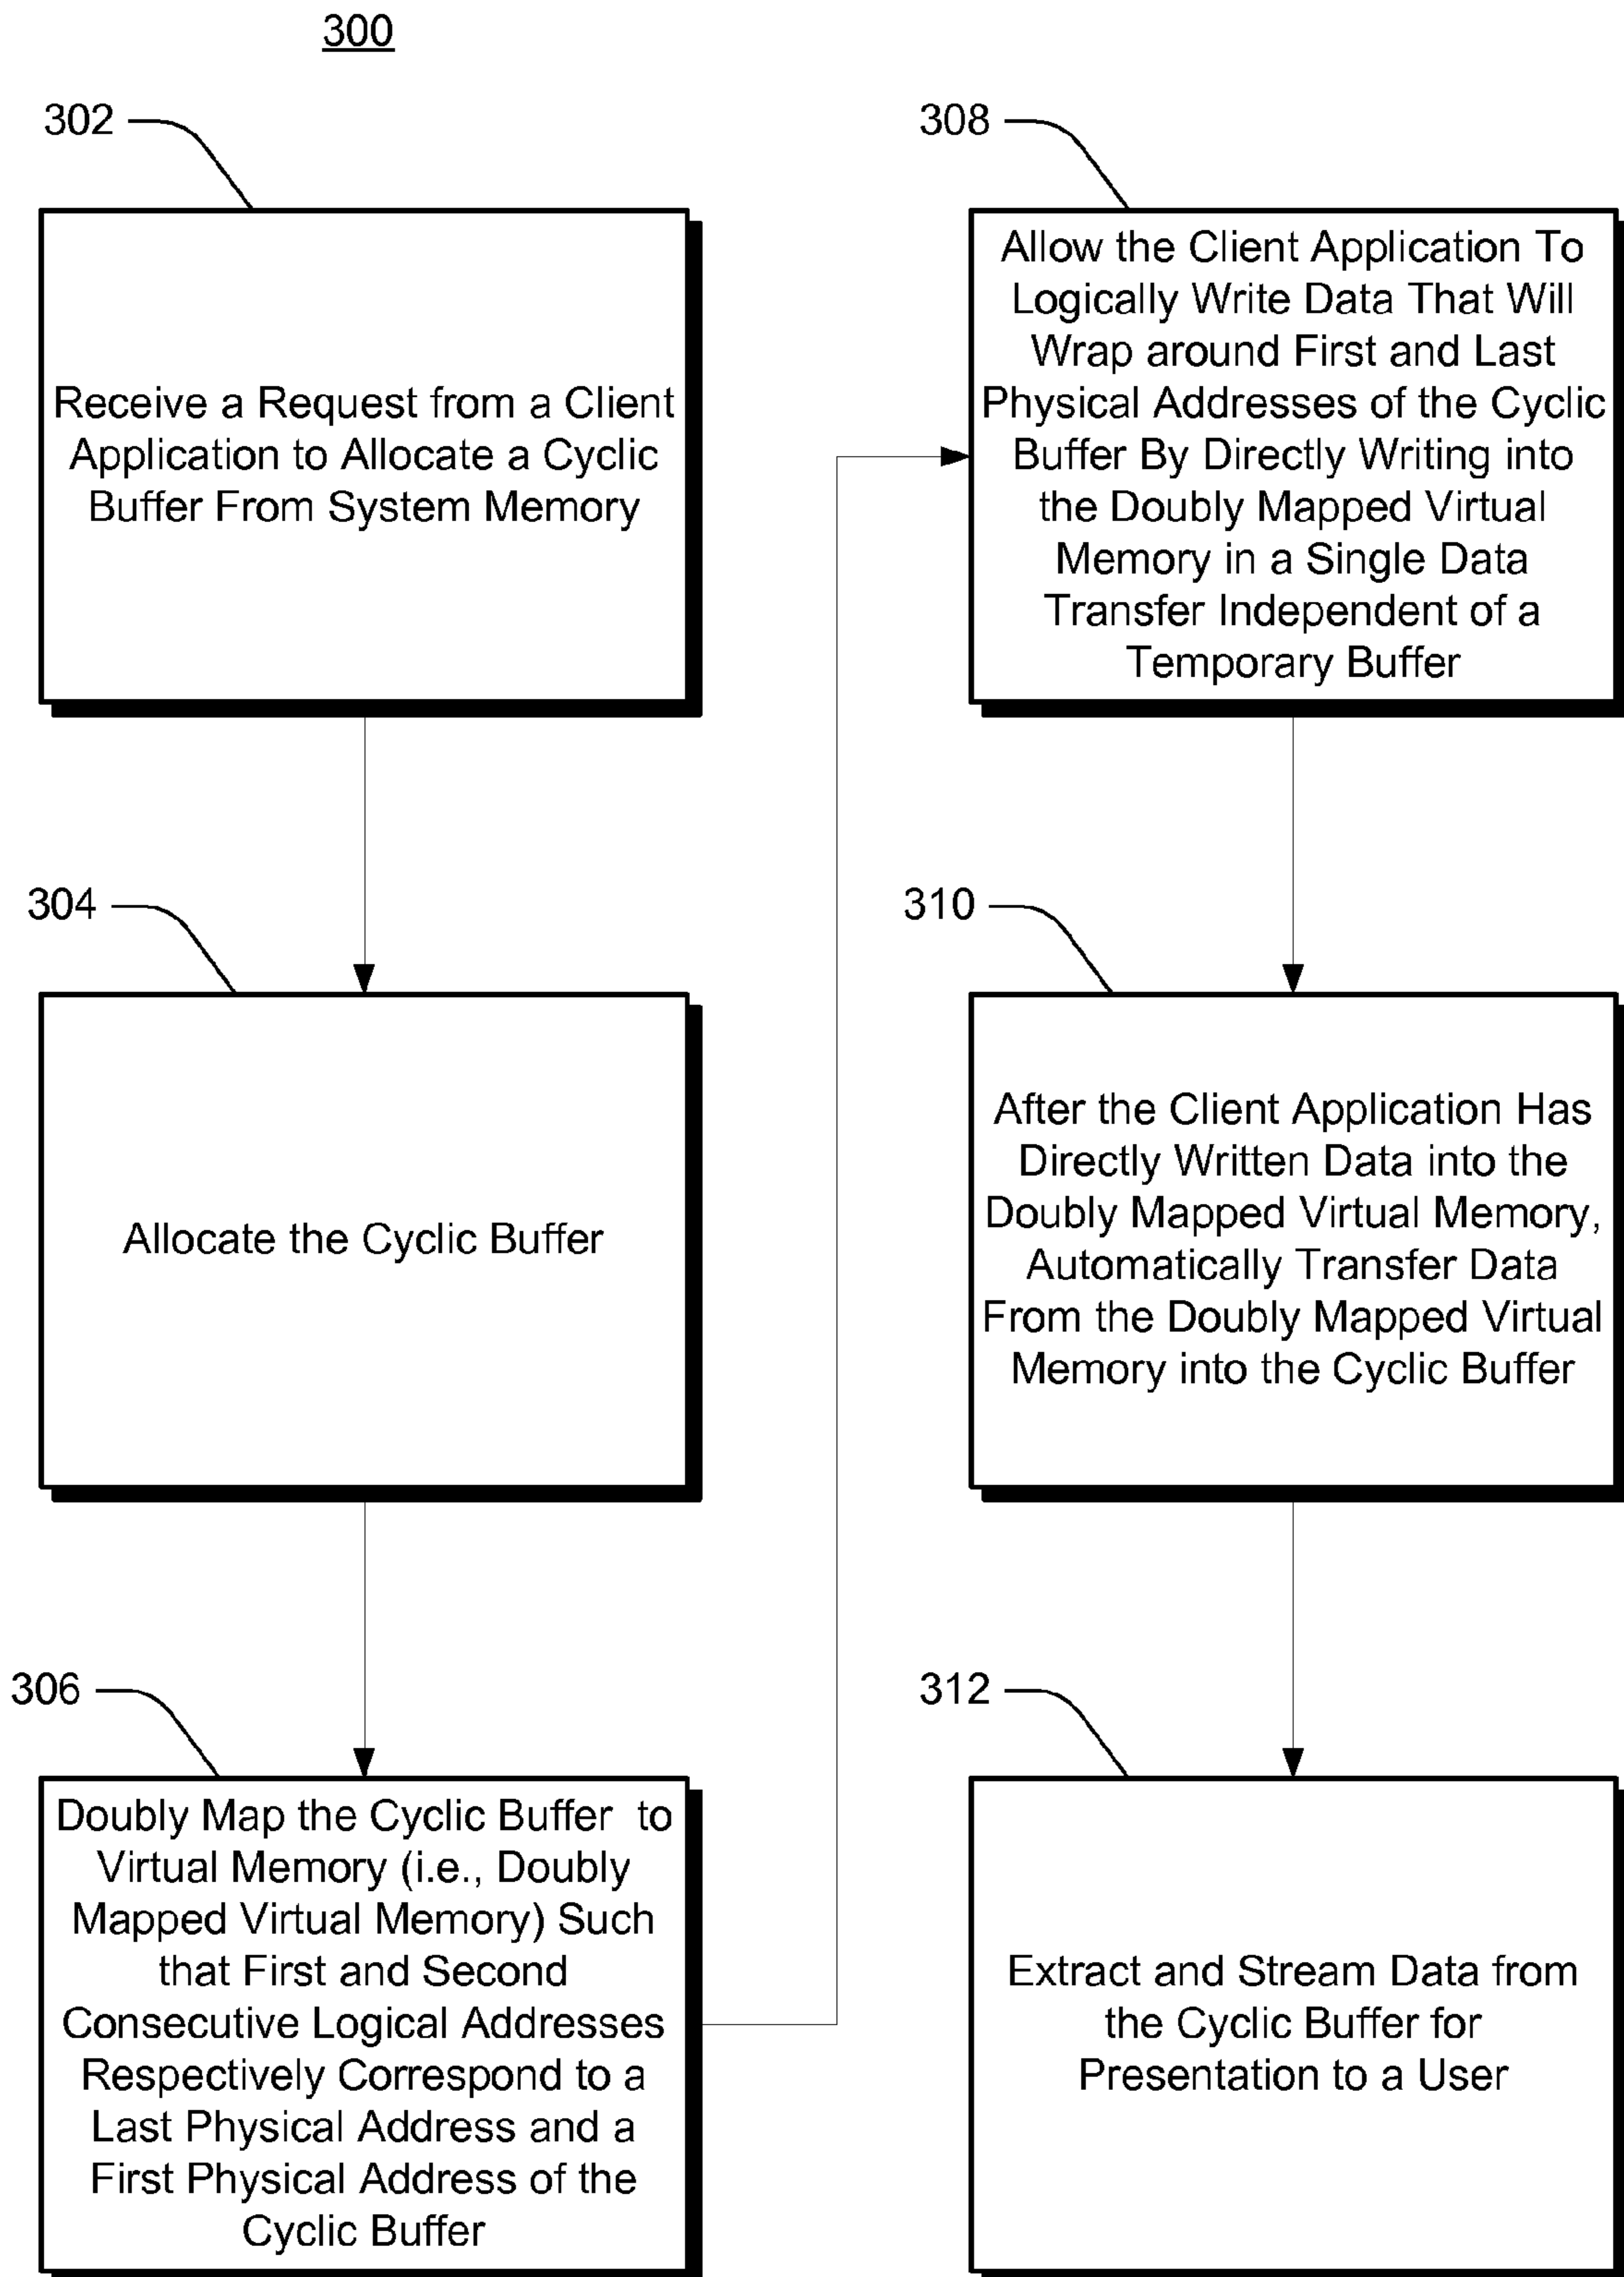 300
302
Receive a Request from a Client
Application to Allocate a Cyclic
Buffer From System Memory
304
Allocate the Cyclic Buffer
306
Doubly Map the Cyclic Buffer to
Virtual Memory (i.e., Doubly
Mapped Virtual Memory) Such
that First and Second
Consecutive Logical Addresses
Respectively Correspond to a
Last Physical Address and a
First Physical Address of the
Cyclic Buffer
308
Allow the Client Application To
Logically Write Data That Will
Wrap around First and Last
Physical Addresses of the Cyclic
Buffer By Directly Writing into
the Doubly Mapped Virtual
Memory in a Single Data
Transfer Independent of a
Temporary Buffer
310
After the Client Application Has
Directly Written Data into the
Doubly Mapped Virtual Memory,
Automatically Transfer Data
From the Doubly Mapped Virtual
Memory into the Cyclic Buffer
312
Extract and Stream Data from
the Cyclic Buffer for
Presentation to a User